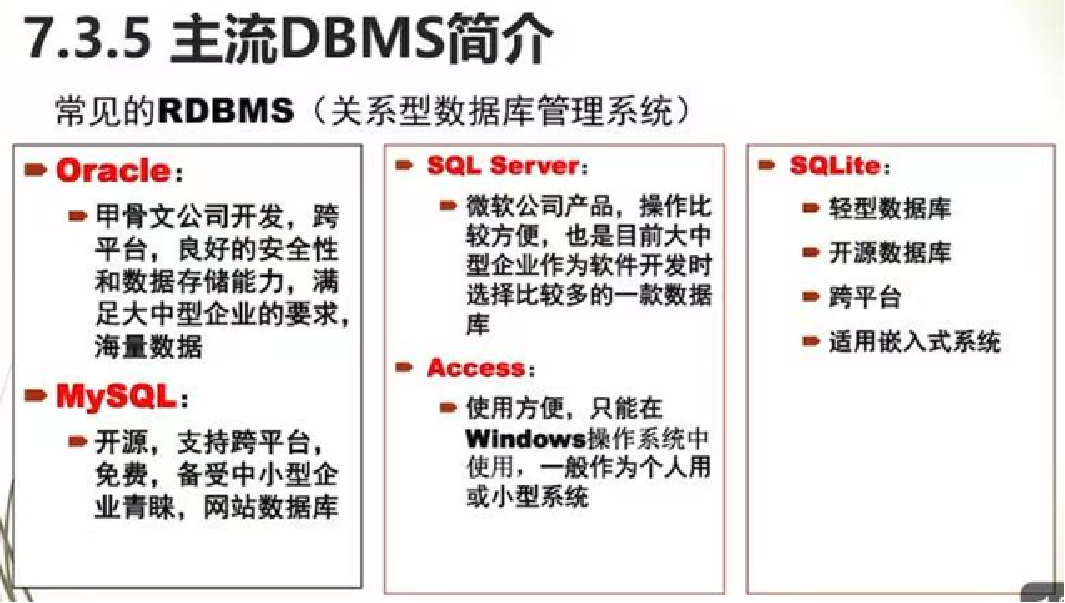 7.3.5 主流DBMS简介
常见的RDBMS（关系型数据库管理系统）
Oracle：
甲骨文公司开发，跨
平台，良好的安全性
和数据存储能力，满
足大中型企业的要求，
海量数据
MySQL：
开源，支持跨平台，
免费，备受中小型企
业青睐，网站数据库
SQL Server：
微软公司产品，操作比
较方便，也是目前大中
型企业作为软件开发时
选择比较多的一款数据
库
Access：
使用方便，只能在
Windows操作系统中
使用，一般作为个人用
或小型系统
SQLite：
轻型数据库
开源数据库
跨平台
适用嵌入式系统